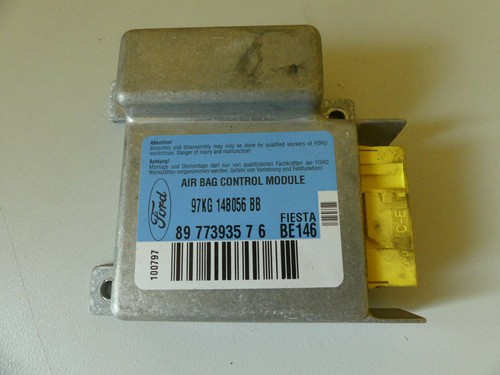 Attention!
Assembly and disassembly may only be done by qualified workers of FORD
workshops. Danger of injury and malfunction!
Achtung!
Montage und Demontage darf nur von qualifizierten Fachkräften der FORD
Werkstätten vorgenommen werden. Gefahr von Verletzung und Fehlfunktion!
AIR BAG CONTROL MODULE
Ford
97KG 14B056 BB
FIESTA
89 773935 7 6 BE146
100797
C-E